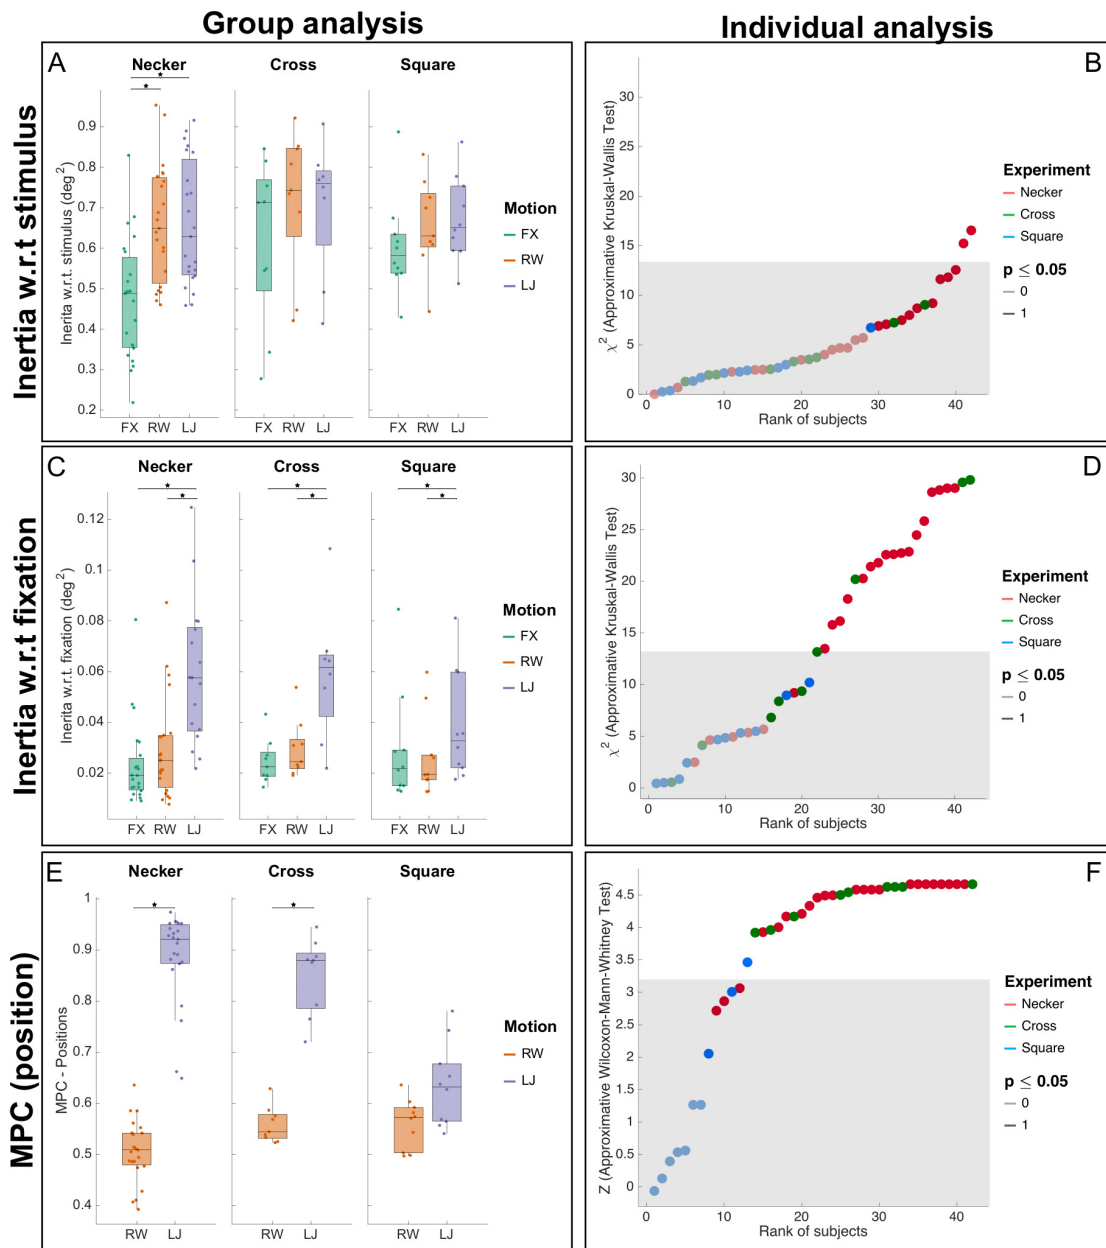 Group analysis
Individual analysis
Inertia w.r.t stimulus
A
Necker
Cross
Square
*
*
Inerita w.r.t. stimulus (deg 2)
0.9
0.8
0.7
0.6
0.5
0.4
0.3
0.2
FX RW LJ
FX RW LJ
FX RW LJ
Motion
FX
RW
LJ
B
χ2 (Approximative Kruskal-Wallis Test)
30
25
20
15
10
5
0
0 10 20 30 40
Rank of subjects
Experiment
Necker
Cross
Square
p ≤ 0.05
0
1
Inertia w.r.t fixation
C
Necker
Cross
Square
*
*
*
*
*
*
Inerita w.r.t. fixation (deg 2)
0.12
0.1
0.08
0.06
0.04
0.02
FX RW LJ
FX RW LJ
FX RW LJ
Motion
FX
RW
LJ
D
χ2 (Approximative Kruskal-Wallis Test)
30
25
20
15
10
5
0
0 10 20 30 40
Rank of subjects
Experiment
Necker
Cross
Square
p ≤ 0.05
0
1
MPC (position)
E
Necker
Cross
Square
*
*
MPC - Positions
1
0.9
0.8
0.7
0.6
0.5
0.4
RW LJ
RW LJ
RW LJ
Motion
RW
LJ
F
Z (Approximative Wilcoxon-Mann-Whitney Test)
4.5
4
3.5
3
2.5
2
1.5
1
0.5
0
0 10 20 30 40
Rank of subjects
Experiment
Necker
Cross
Square
p ≤ 0.05
0
1